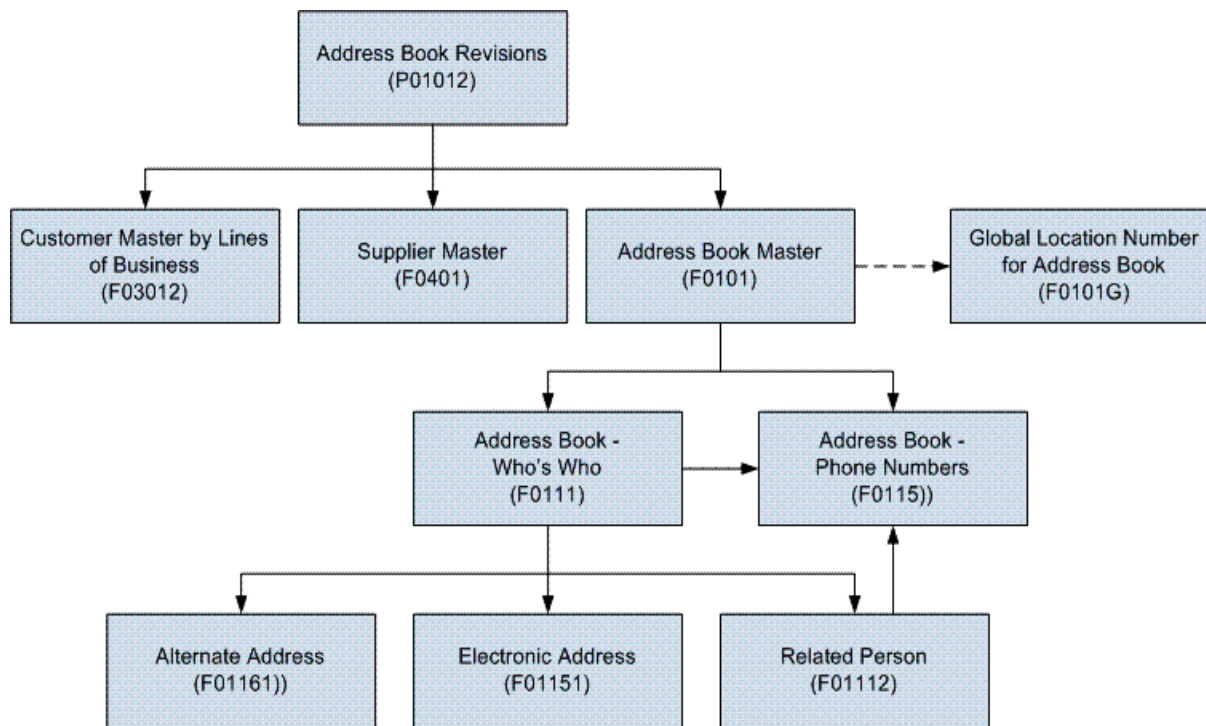 Address Book Revisions
(P01012)
Customer Master by Lines
of Business
(F03012)
Supplier Master
(F0401)
Address Book Master
(F0101)
Global Location Number
for Address Book
(F0101G)
Address Book -
Who's Who
(F0111)
Address Book -
Phone Numbers
(F0115))
Alternate Address
(F01161))
Electronic Address
(F01151)
Related Person
(F01112)